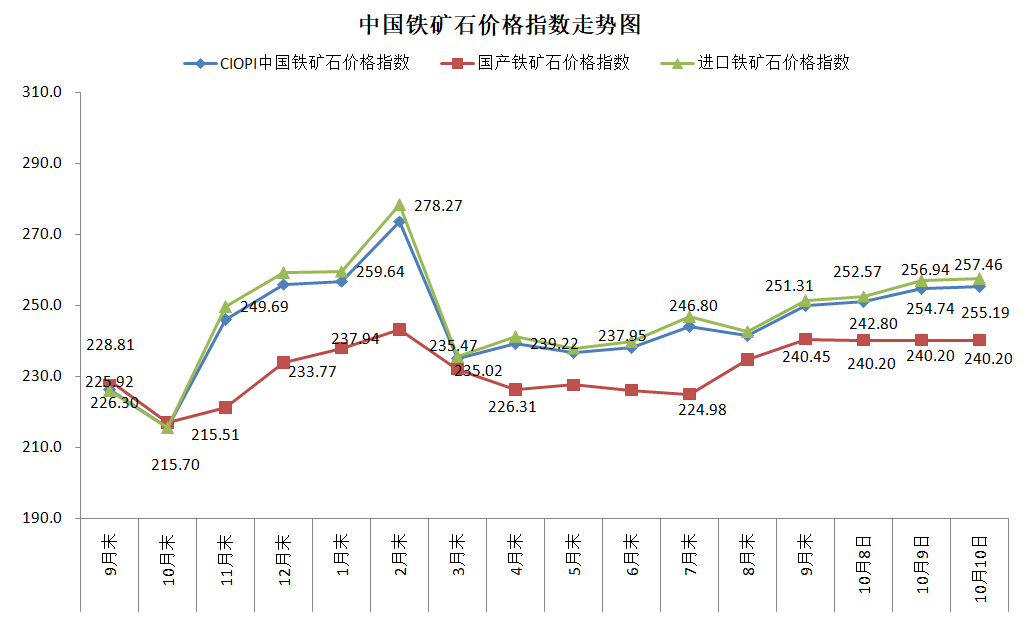 中国铁矿石价格指数走势图
CIOPI中国铁矿石价格指数 国产铁矿石价格指数 进口铁矿石价格指数
310.0
290.0
270.0
250.0
230.0
210.0
190.0
228.81
225.92
226.30
215.70
215.51
249.69
233.77
259.64
237.94
278.27
235.47
235.02
239.22
226.31
237.95
246.80
224.98
251.31
240.45
252.57
242.80
240.20
256.94
254.74
240.20
257.46
255.19
240.20
9月末
10月末
11月末
12月末
1月末
2月末
3月末
4月末
5月末
6月末
7月末
8月末
9月末
10月8日
10月9日
10月10日